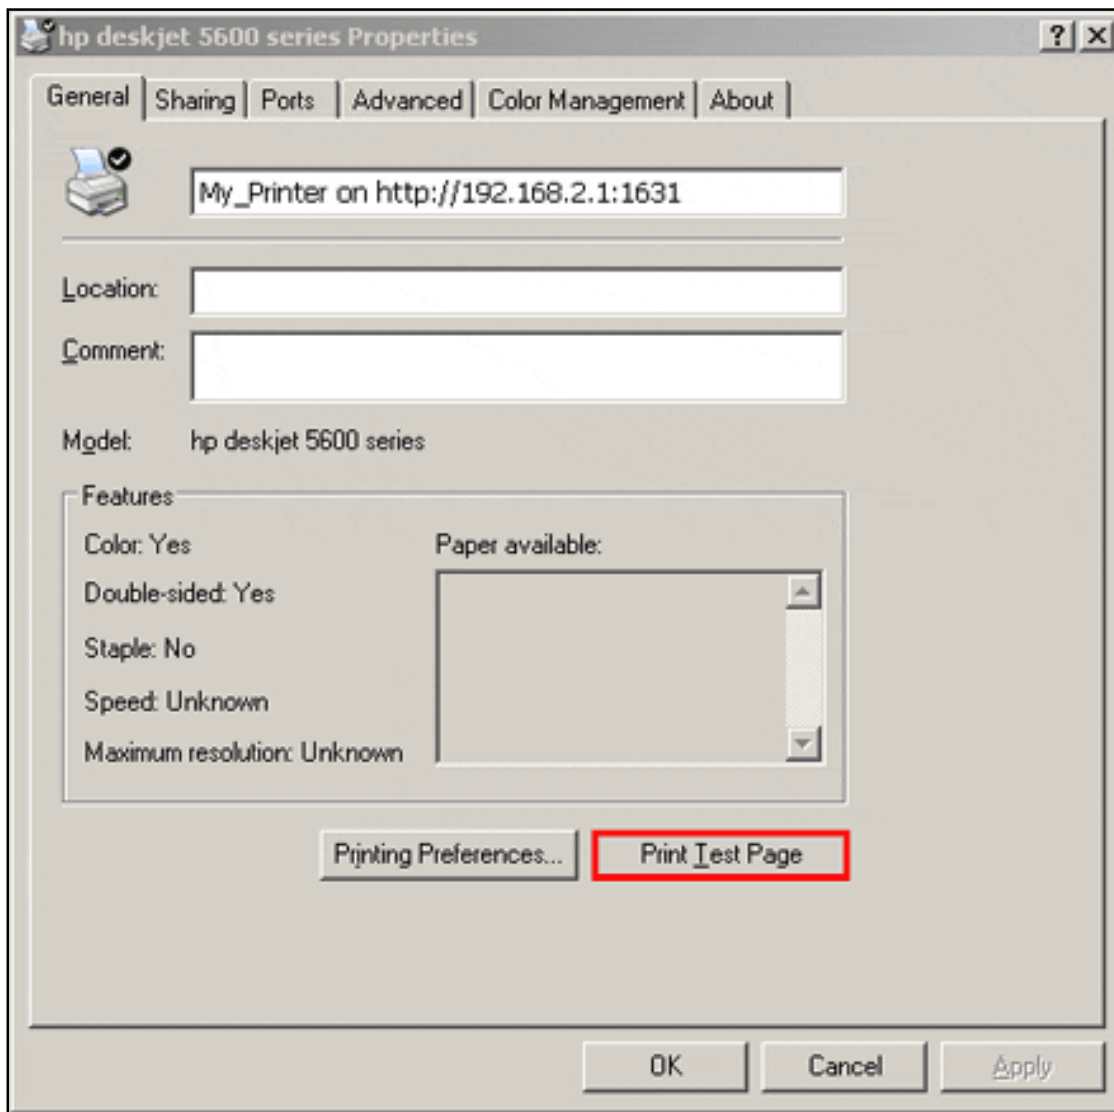 hp deskjet 5600 series Properties
General Sharing Ports Advanced Color Management About
My_Printer on http://192.168.2.1:1631
Location:
Comment:
Model: hp deskjet 5600 series
Features
Color: Yes Paper available:
Double-sided: Yes
Staple: No
Speed: Unknown
Maximum resolution: Unknown
Printing Preferences... Print Test Page
OK Cancel Apply